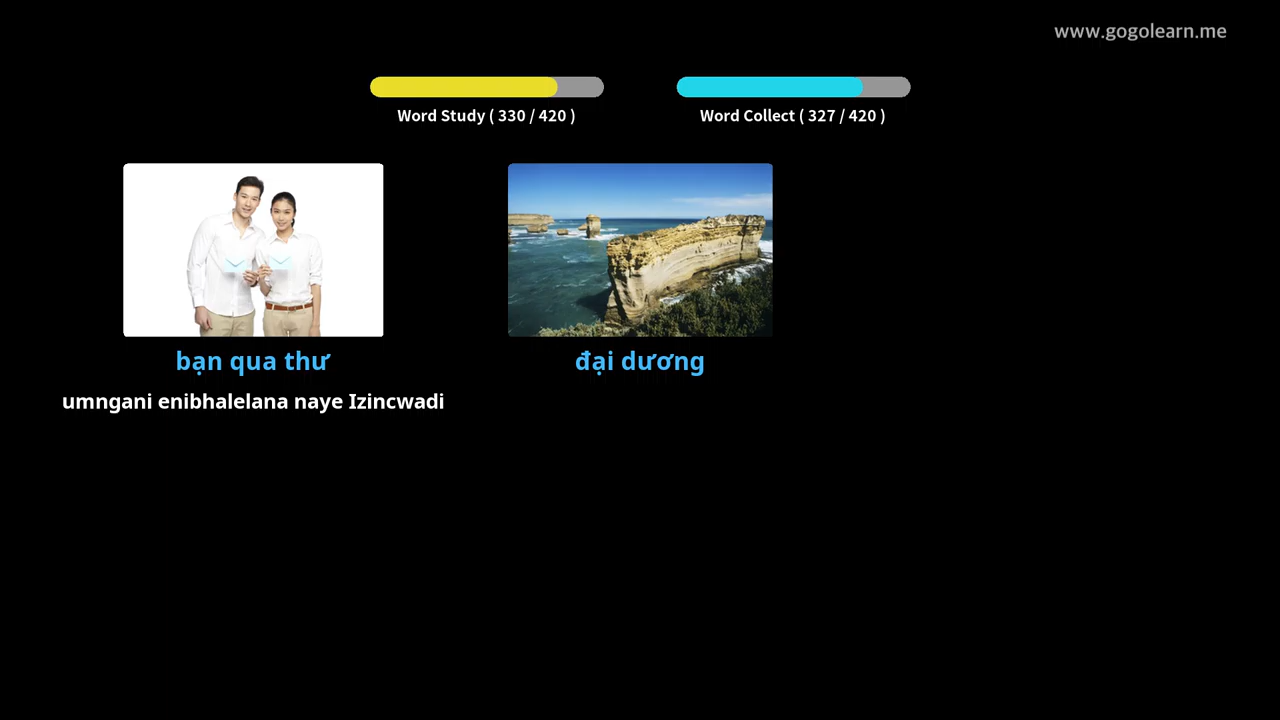 www.gogolearn.me
Word Study ( 330 / 420 )
Word Collect ( 327 / 420 )
bạn qua thư
đại dương
umngani enibhalelana naye Izincwadi